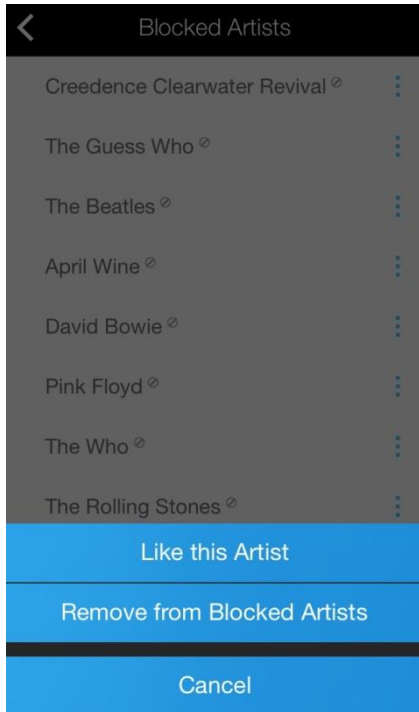 Blocked Artists
Creedence Clearwater Revival
The Guess Who
The Beatles
April Wine
David Bowie
Pink Floyd
The Who
The Rolling Stones
Like this Artist
Remove from Blocked Artists
Cancel